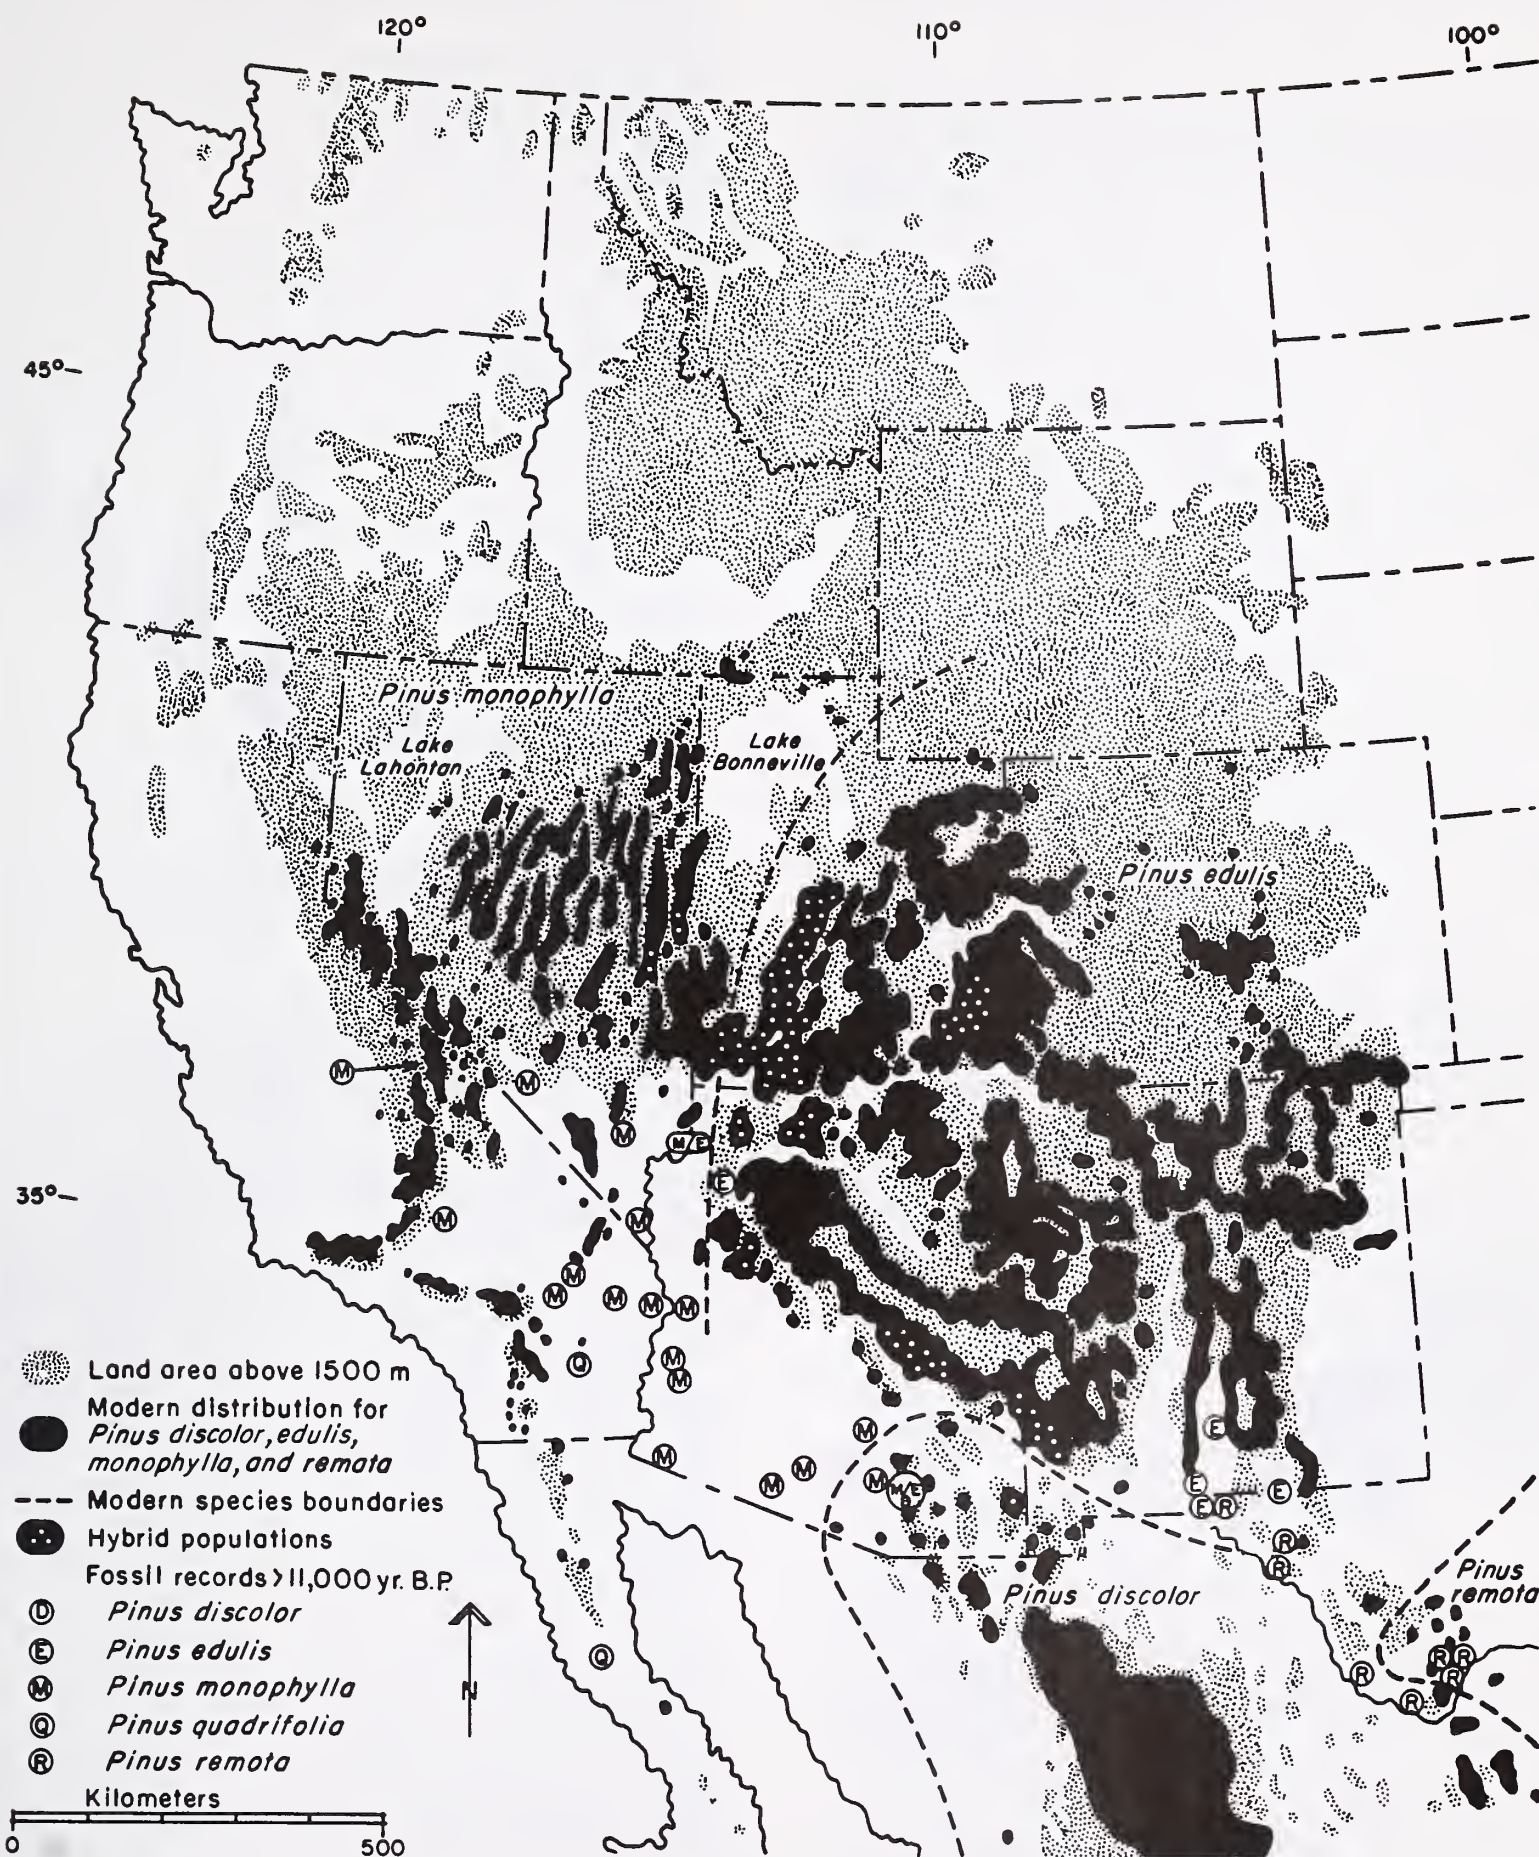 120°
110°
100°
45°
Pinus monophylla
Lake
Lahontan
Lake
Bonneville
Pinus edulis
M
M
M
M/E
35°
E
M
M
M
M
M
M
M
Q
M
M
Land area above 1500 m
Modern distribution for
Pinus discolor, edulis,
monophylla, and remata
Modern species boundaries
Hybrid populations
Fossil records > 11,000 yr. B.P.
D Pinus discolor
E Pinus edulis
M Pinus monophylla
Q Pinus quadrifolia
R Pinus remota
N
Kilometers
0
500
M
E
M
M
M
M
M/E
D
E
E
E
R
R
R
Pinus
remota
Pinus discolor
Q
R
R
R
R
R